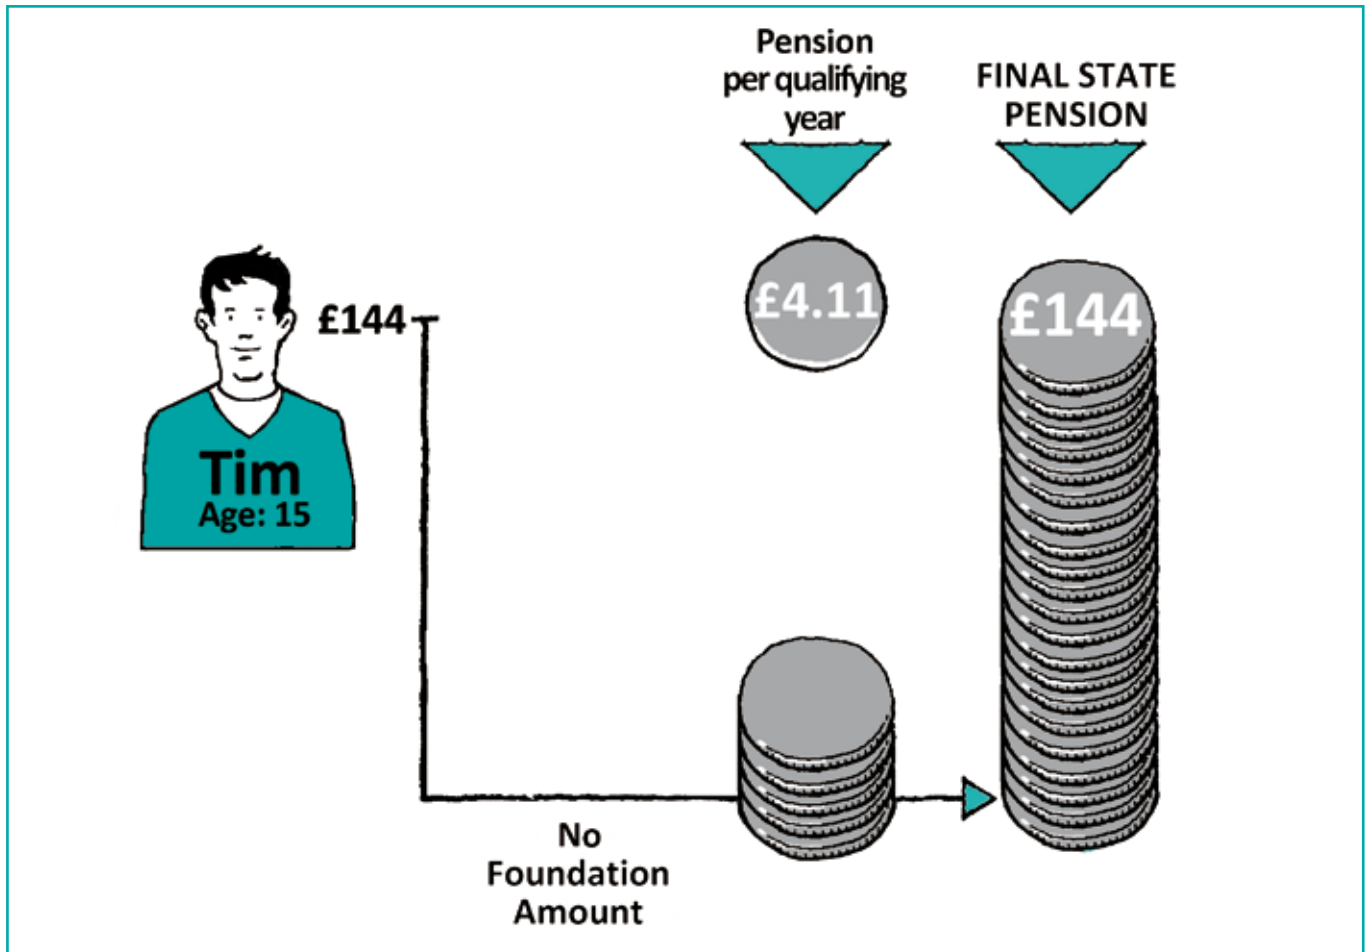 Pension
per qualifying
year
FINAL STATE
PENSION
£4.11
£144
£144
Tim
Age: 15
No
Foundation
Amount